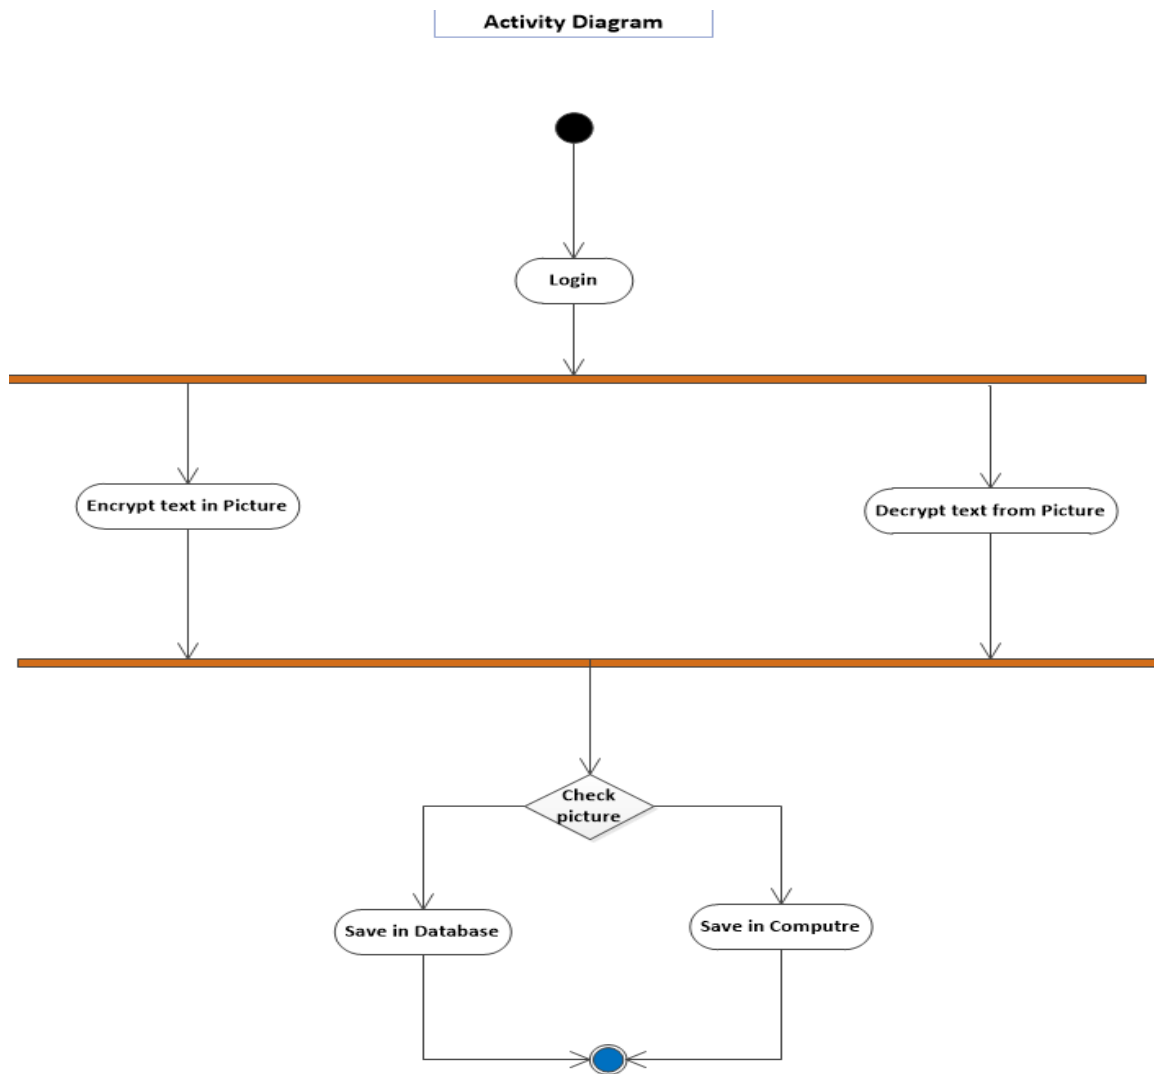 Activity Diagram
Login
Encrypt text in Picture
Decrypt text from Picture
Check
picture
Save in Database
Save in Computre